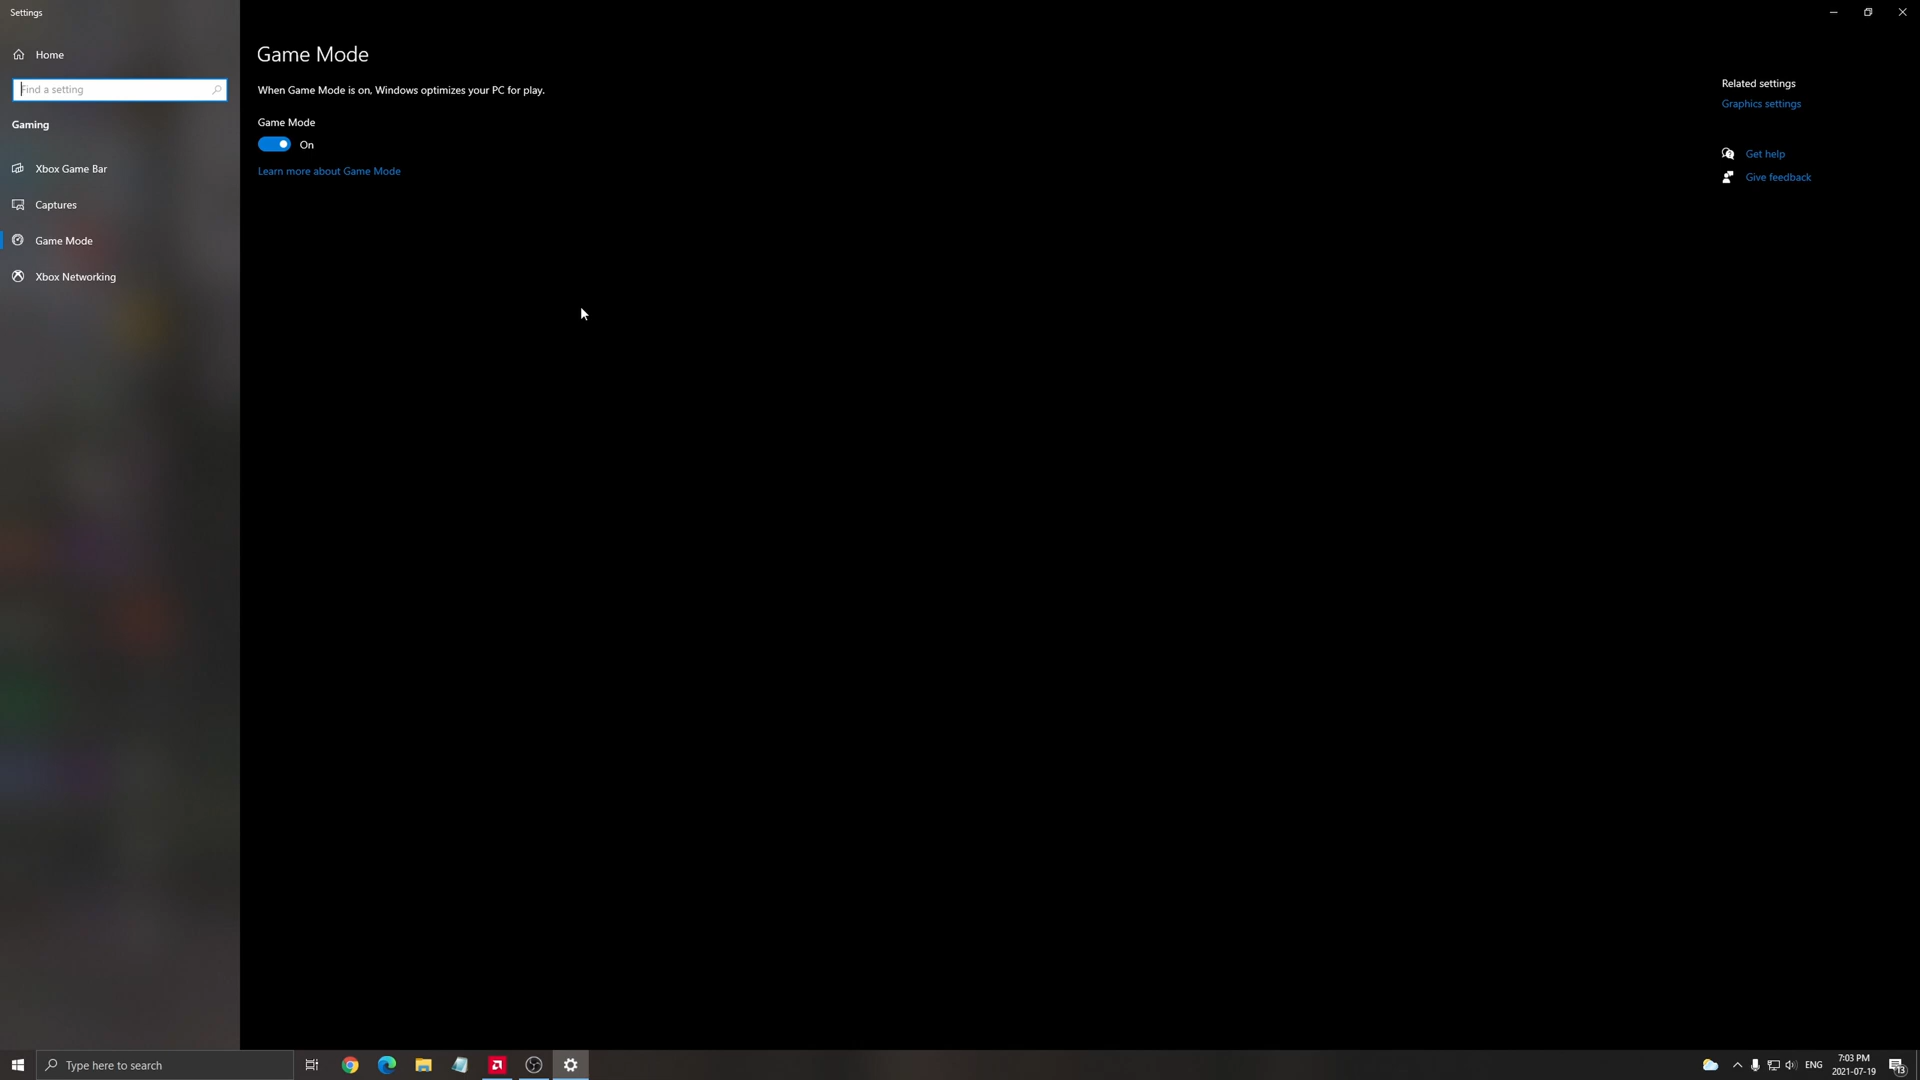 Settings
Home
Find a setting
Gaming
Xbox Game Bar
Captures
Game Mode
Xbox Networking
Game Mode
When Game Mode is on, Windows optimizes your PC for play.
Game Mode
On
Learn more about Game Mode
Related settings
Graphics settings
Get help
Give feedback
Type here to search
ENG
7:03 PM
2021-07-19
13